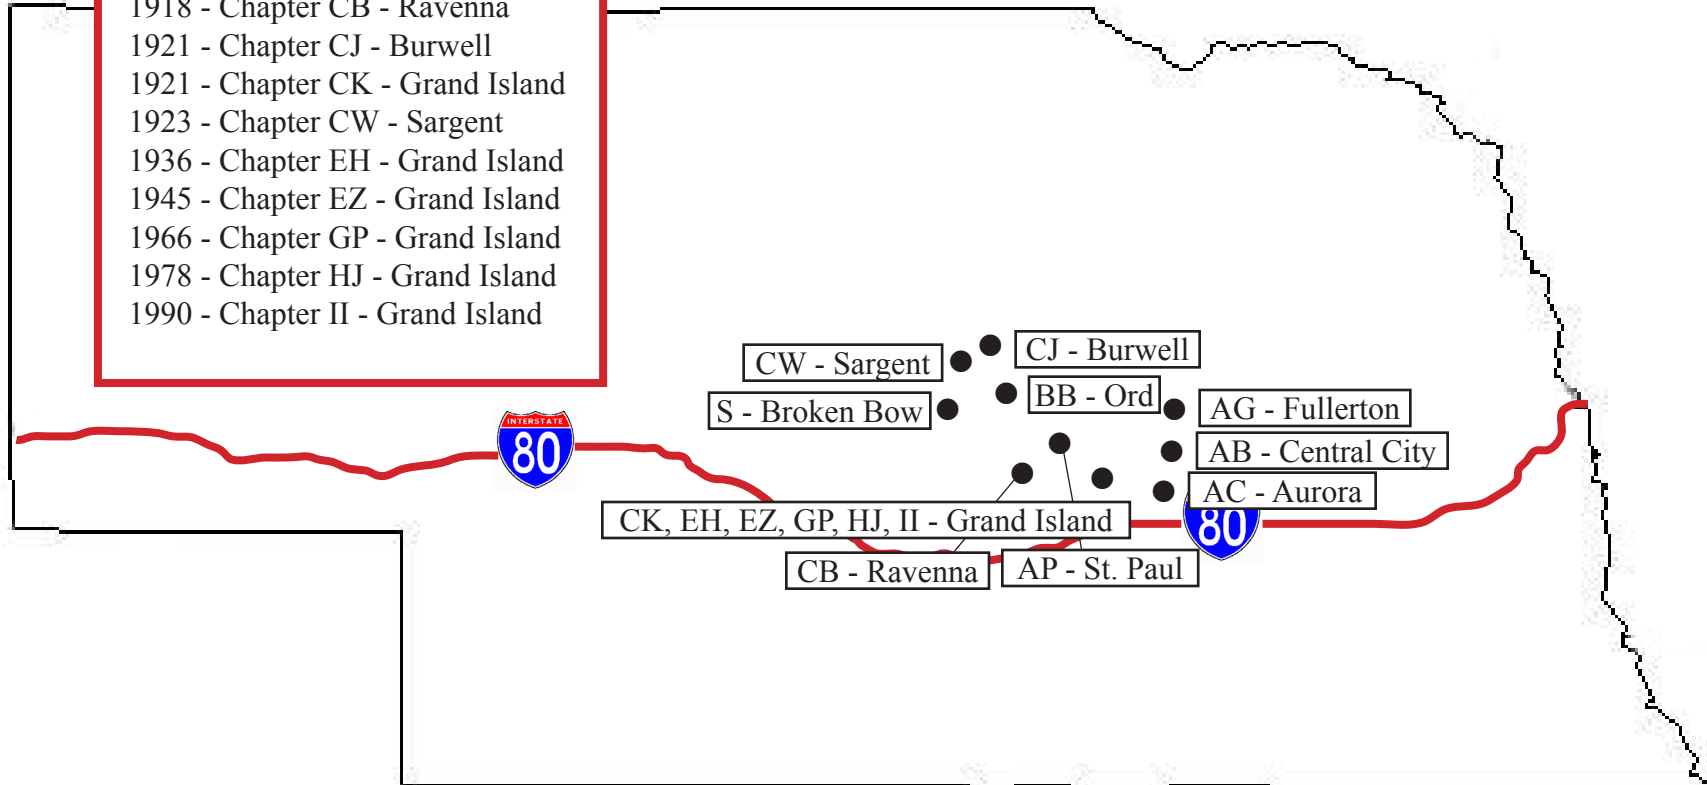 1918 - Chapter CB - Ravenna
1921 - Chapter CJ - Burwell
1921 - Chapter CK - Grand Island
1923 - Chapter CW - Sargent
1936 - Chapter EH - Grand Island
1945 - Chapter EZ - Grand Island
1966 - Chapter GP - Grand Island
1978 - Chapter HJ - Grand Island
1990 - Chapter II - Grand Island
CW - Sargent
CJ - Burwell
S - Broken Bow
BB - Ord
AG - Fullerton
INTERSTATE
80
AB - Central City
AC - Aurora
CK, EH, EZ, GP, HJ, II - Grand Island
80
CB - Ravenna
AP - St. Paul